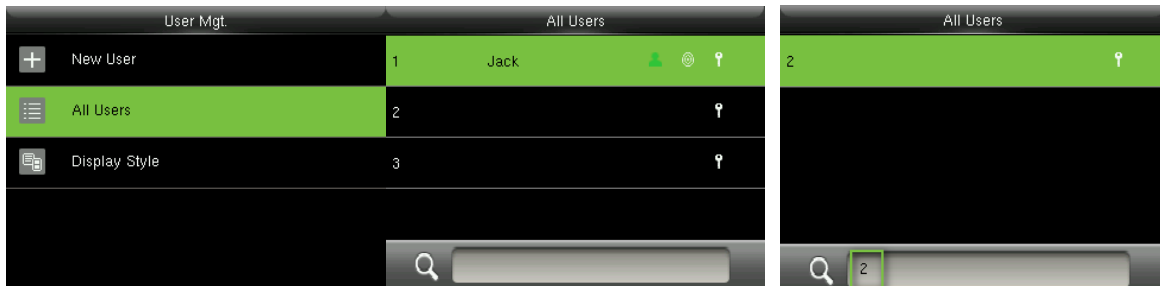 User Mgt.
New User
All Users
Display Style
All Users
1 Jack
2
3
All Users
2
2